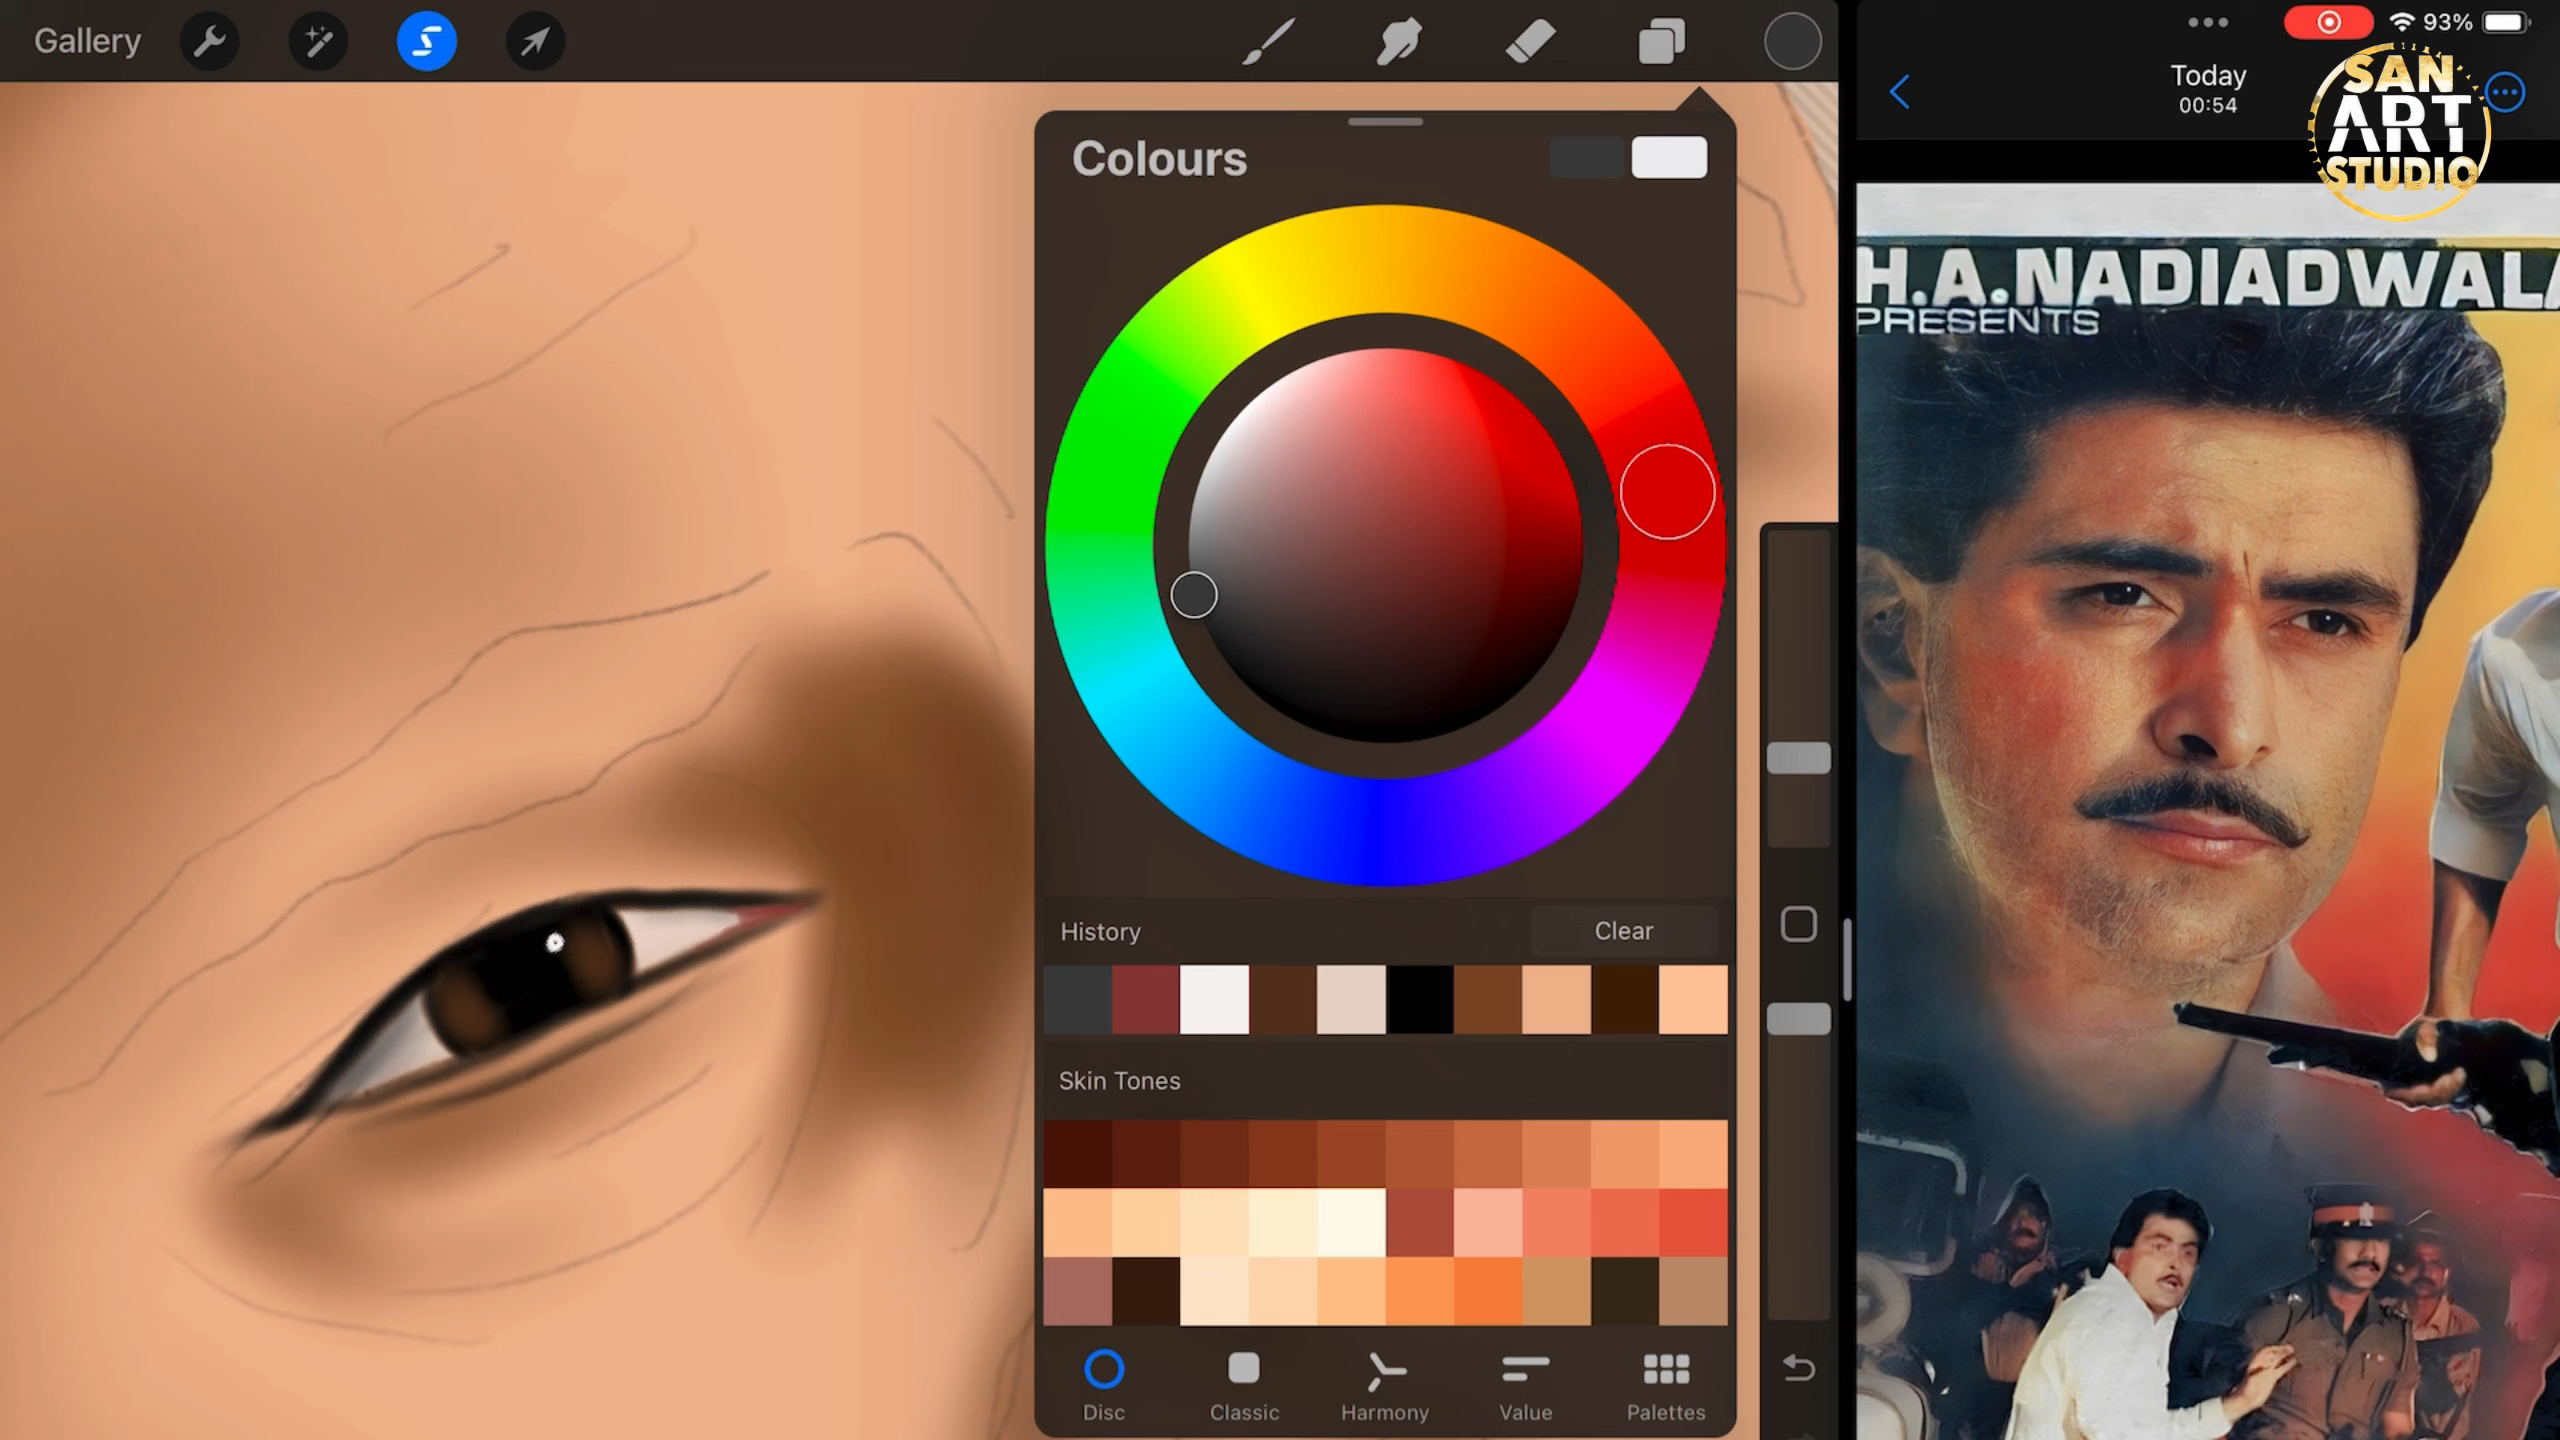 Gallery
Colours
History
Clear
Skin Tones
Disc
Classic
Harmony
Value
Palettes
93%
Today
00:54
SAN
ART
STUDIO
H.A.NADIADWALA
PRESENTS